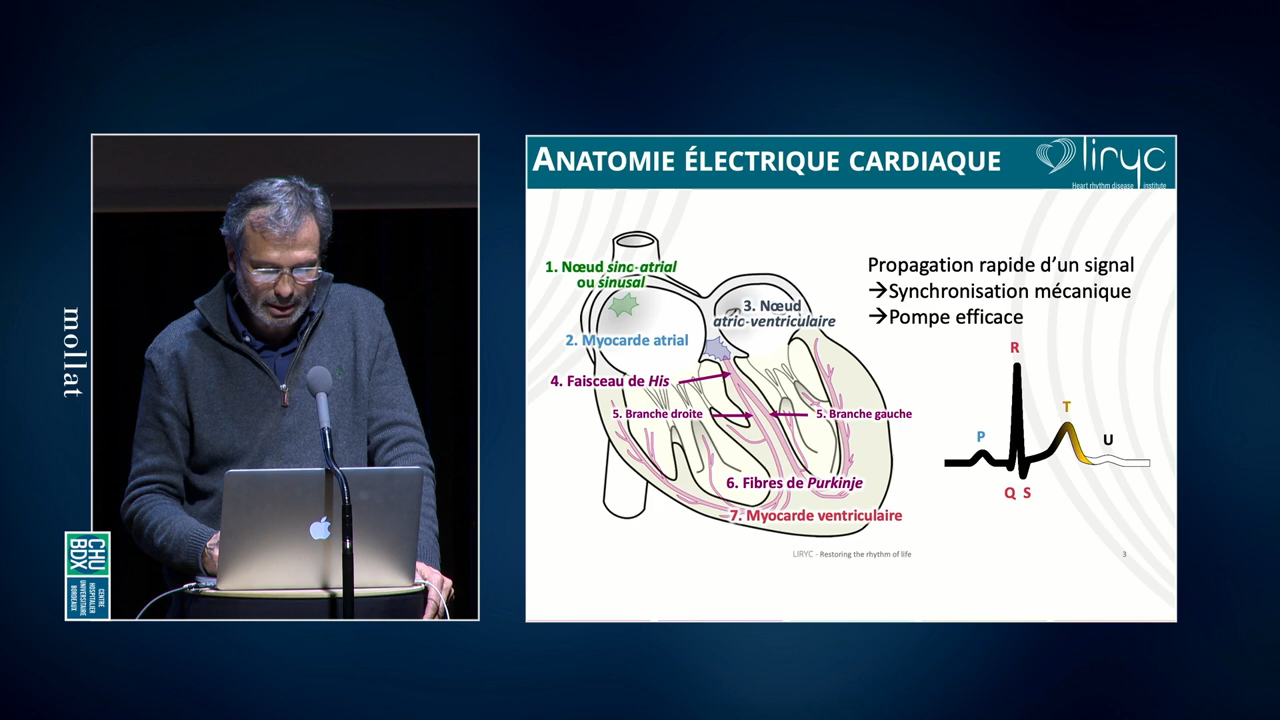 mollat
CHU
BDX
CENTRE
HOSPITALIER
UNIVERSITAIRE
BORDEAUX
ANATOMIE ÉLECTRIQUE CARDIAQUE
liryc
Heart rhythm disease institute
1. Nœud sino-atrial
ou sinusal
3. Nœud
atrio-ventriculaire
2. Myocarde atrial
4. Faisceau de His
5. Branche droite
5. Branche gauche
6. Fibres de Purkinje
7. Myocarde ventriculaire
Propagation rapide d’un signal
→Synchronisation mécanique
→Pompe efficace
R
T
P
U
Q S
LIRYC - Restoring the rhythm of life
3